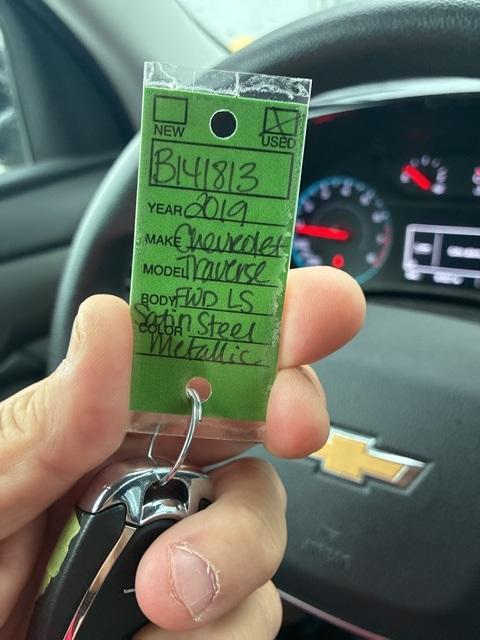 NEW USED
B141813
YEAR 2019
MAKE Chevrolet
MODEL Traverse
BODY FWD LS
COLOR Satin Steel
Metallic